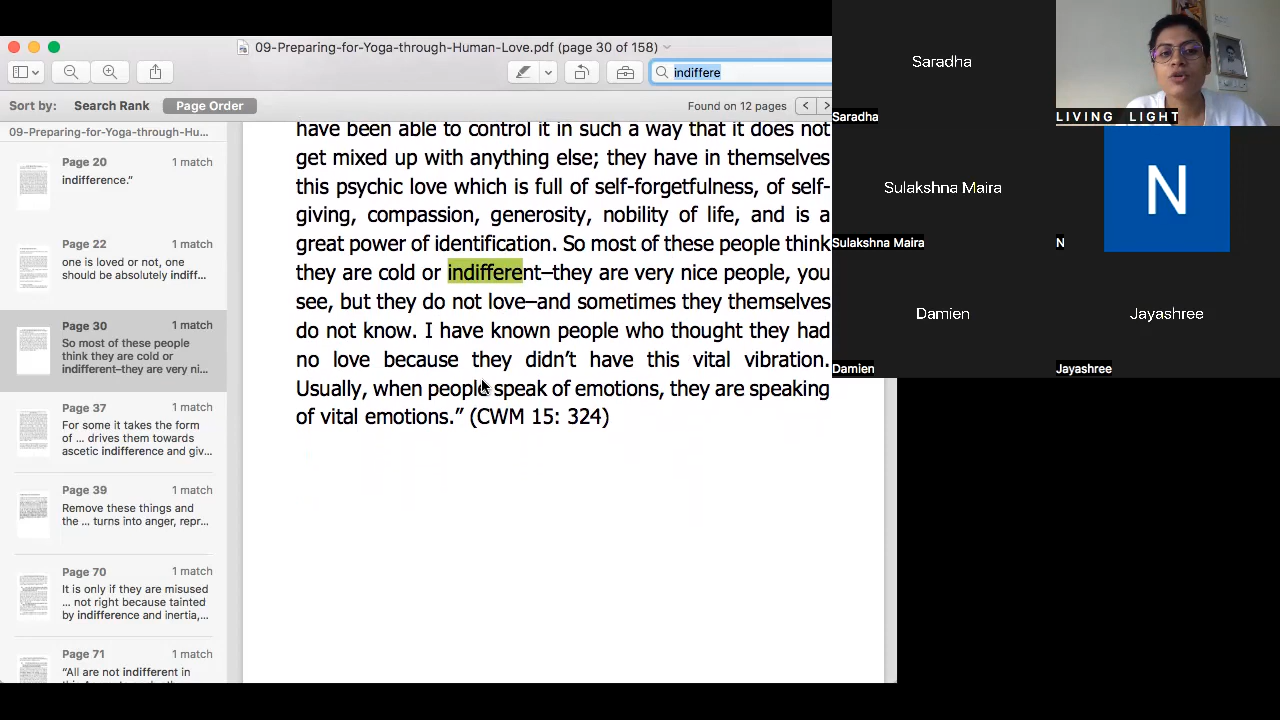 09-Preparing-for-Yoga-through-Human-Love.pdf (page 30 of 158)
indiffere
Sort by: Search Rank Page Order
Found on 12 pages
09-Preparing-for-Yoga-through-Hu...
Page 20 1 match
indifference.”
Page 22 1 match
one is loved or not, one
should be absolutely indiff...
Page 30 1 match
So most of these people
think they are cold or
indifferent–they are very ni...
Page 37 1 match
For some it takes the form
of ... drives them towards
ascetic indifference and giv...
Page 39 1 match
Remove these things and
the ... turns into anger, repr...
Page 70 1 match
It is only if they are misused
... not right because tainted
by indifference and inertia,...
Page 71 1 match
“All are not indifferent in
have been able to control it in such a way that it does not
get mixed up with anything else; they have in themselves
this psychic love which is full of self-forgetfulness, of self-
giving, compassion, generosity, nobility of life, and is a
great power of identification. So most of these people think
they are cold or indifferent–they are very nice people, you
see, but they do not love–and sometimes they themselves
do not know. I have known people who thought they had
no love because they didn’t have this vital vibration.
Usually, when people speak of emotions, they are speaking
of vital emotions.” (CWM 15: 324)
Saradha
Saradha
LIVING LIGHT
Sulakshna Maira
Sulakshna Maira
N
N
Damien
Damien
Jayashree
Jayashree